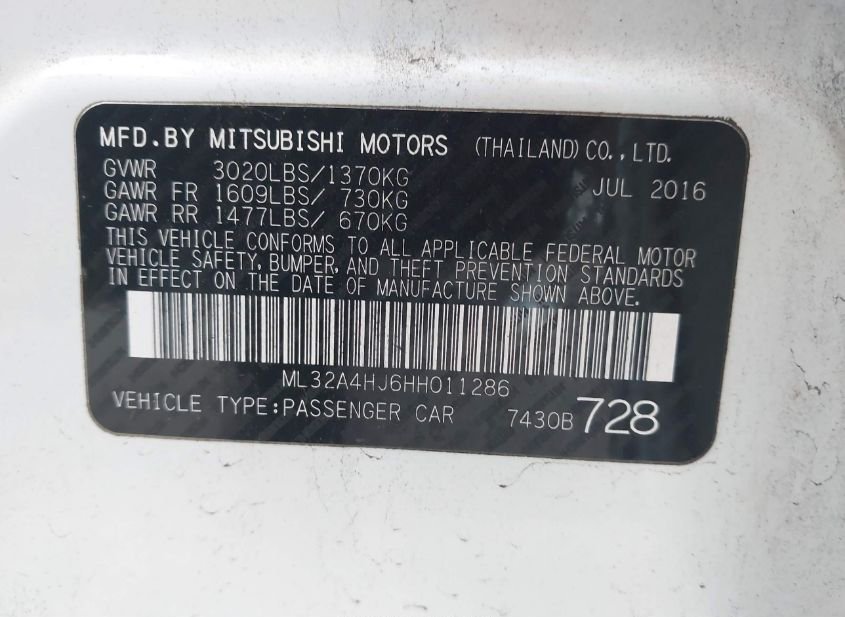 MFD.BY MITSUBISHI MOTORS (THAILAND) CO., LTD.
GVWR 3020LBS/1370KG JUL 2016
GAWR FR 1609LBS/ 730KG
GAWR RR 1477LBS/ 670KG
THIS VEHICLE CONFORMS TO ALL APPLICABLE FEDERAL MOTOR
VEHICLE SAFETY, BUMPER, AND THEFT PREVENTION STANDARDS
IN EFFECT ON THE DATE OF MANUFACTURE SHOWN ABOVE.
ML32A4HJ6HH011286
VEHICLE TYPE:PASSENGER CAR 7430B 728